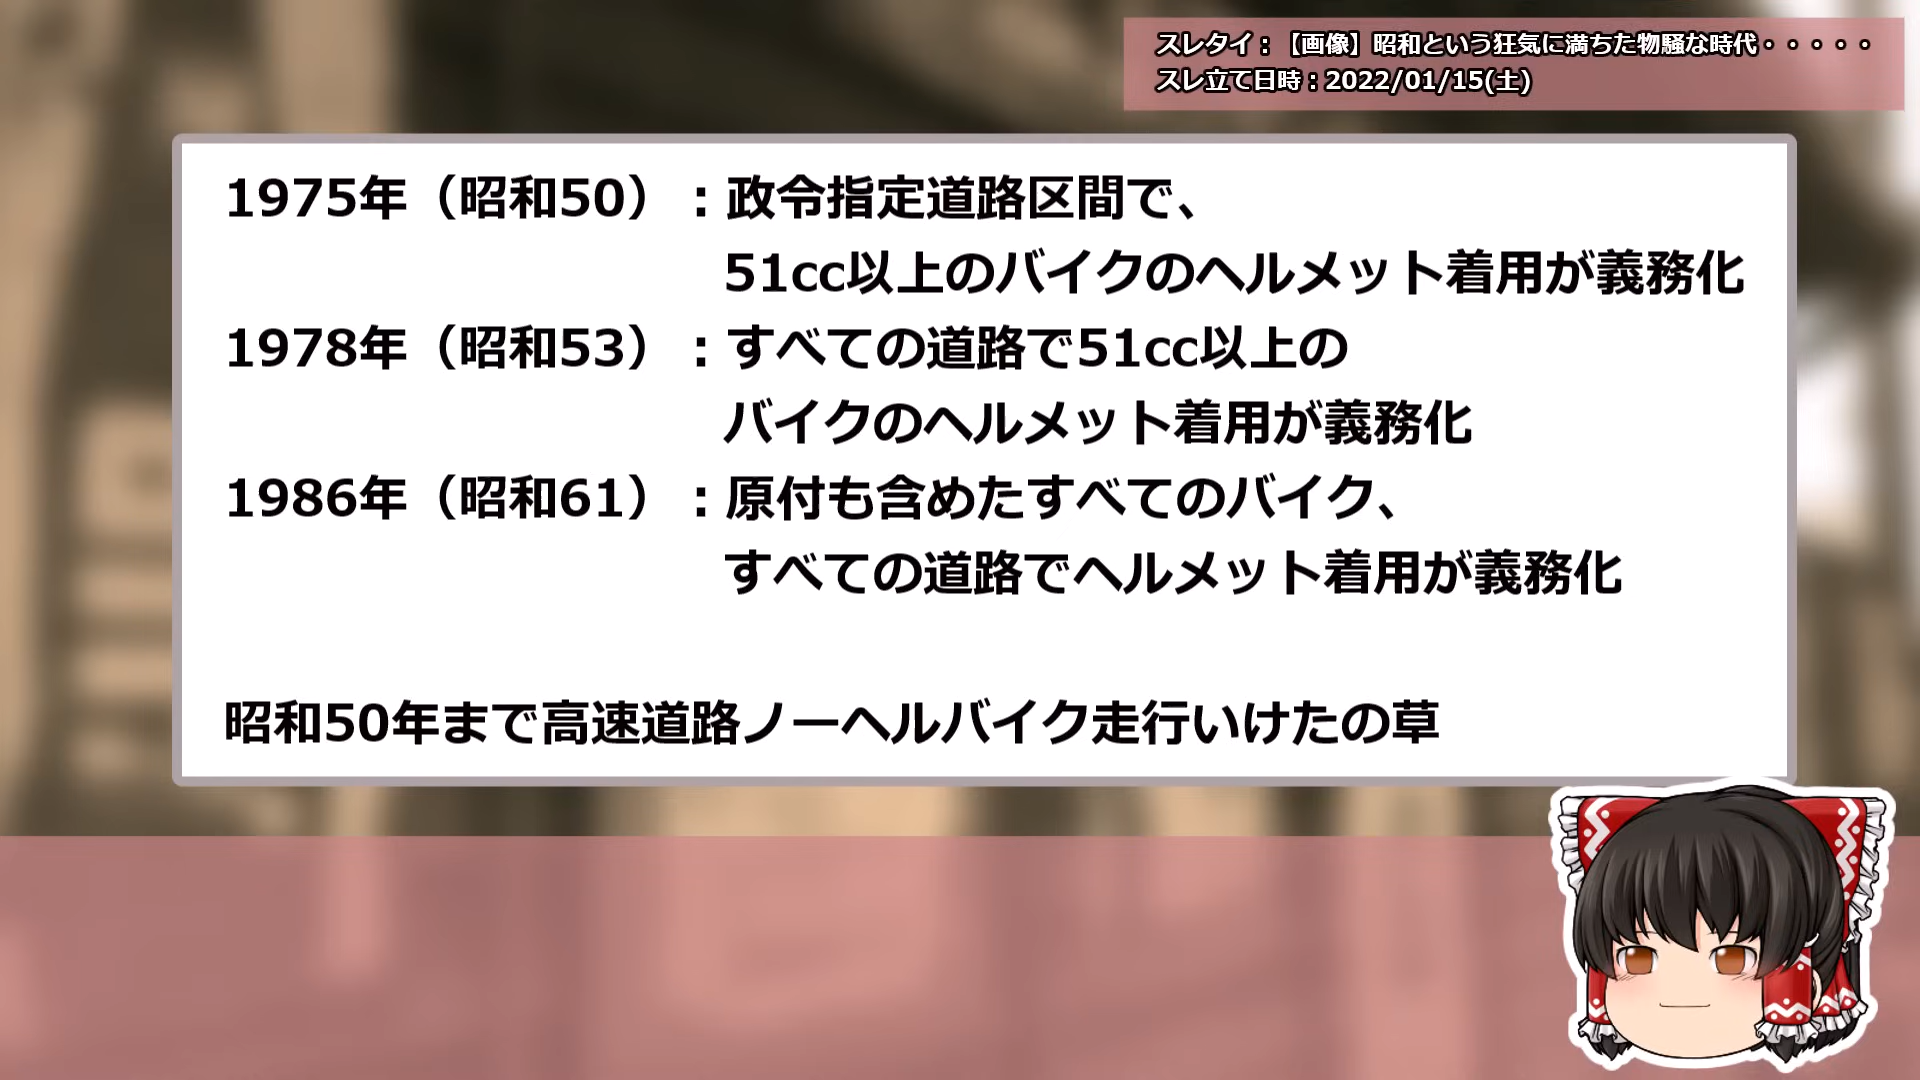 スレタイ：【画像】昭和という狂気に満ちた物騒な時代・・・・・
スレ立て日時：2022/01/15(土)
1975年（昭和50）：政令指定道路区間で、
51cc以上のバイクのヘルメット着用が義務化
1978年（昭和53）：すべての道路で51cc以上の
バイクのヘルメット着用が義務化
1986年（昭和61）：原付も含めたすべてのバイク、
すべての道路でヘルメット着用が義務化
昭和50年まで高速道路ノーヘルバイク走行いけたの草